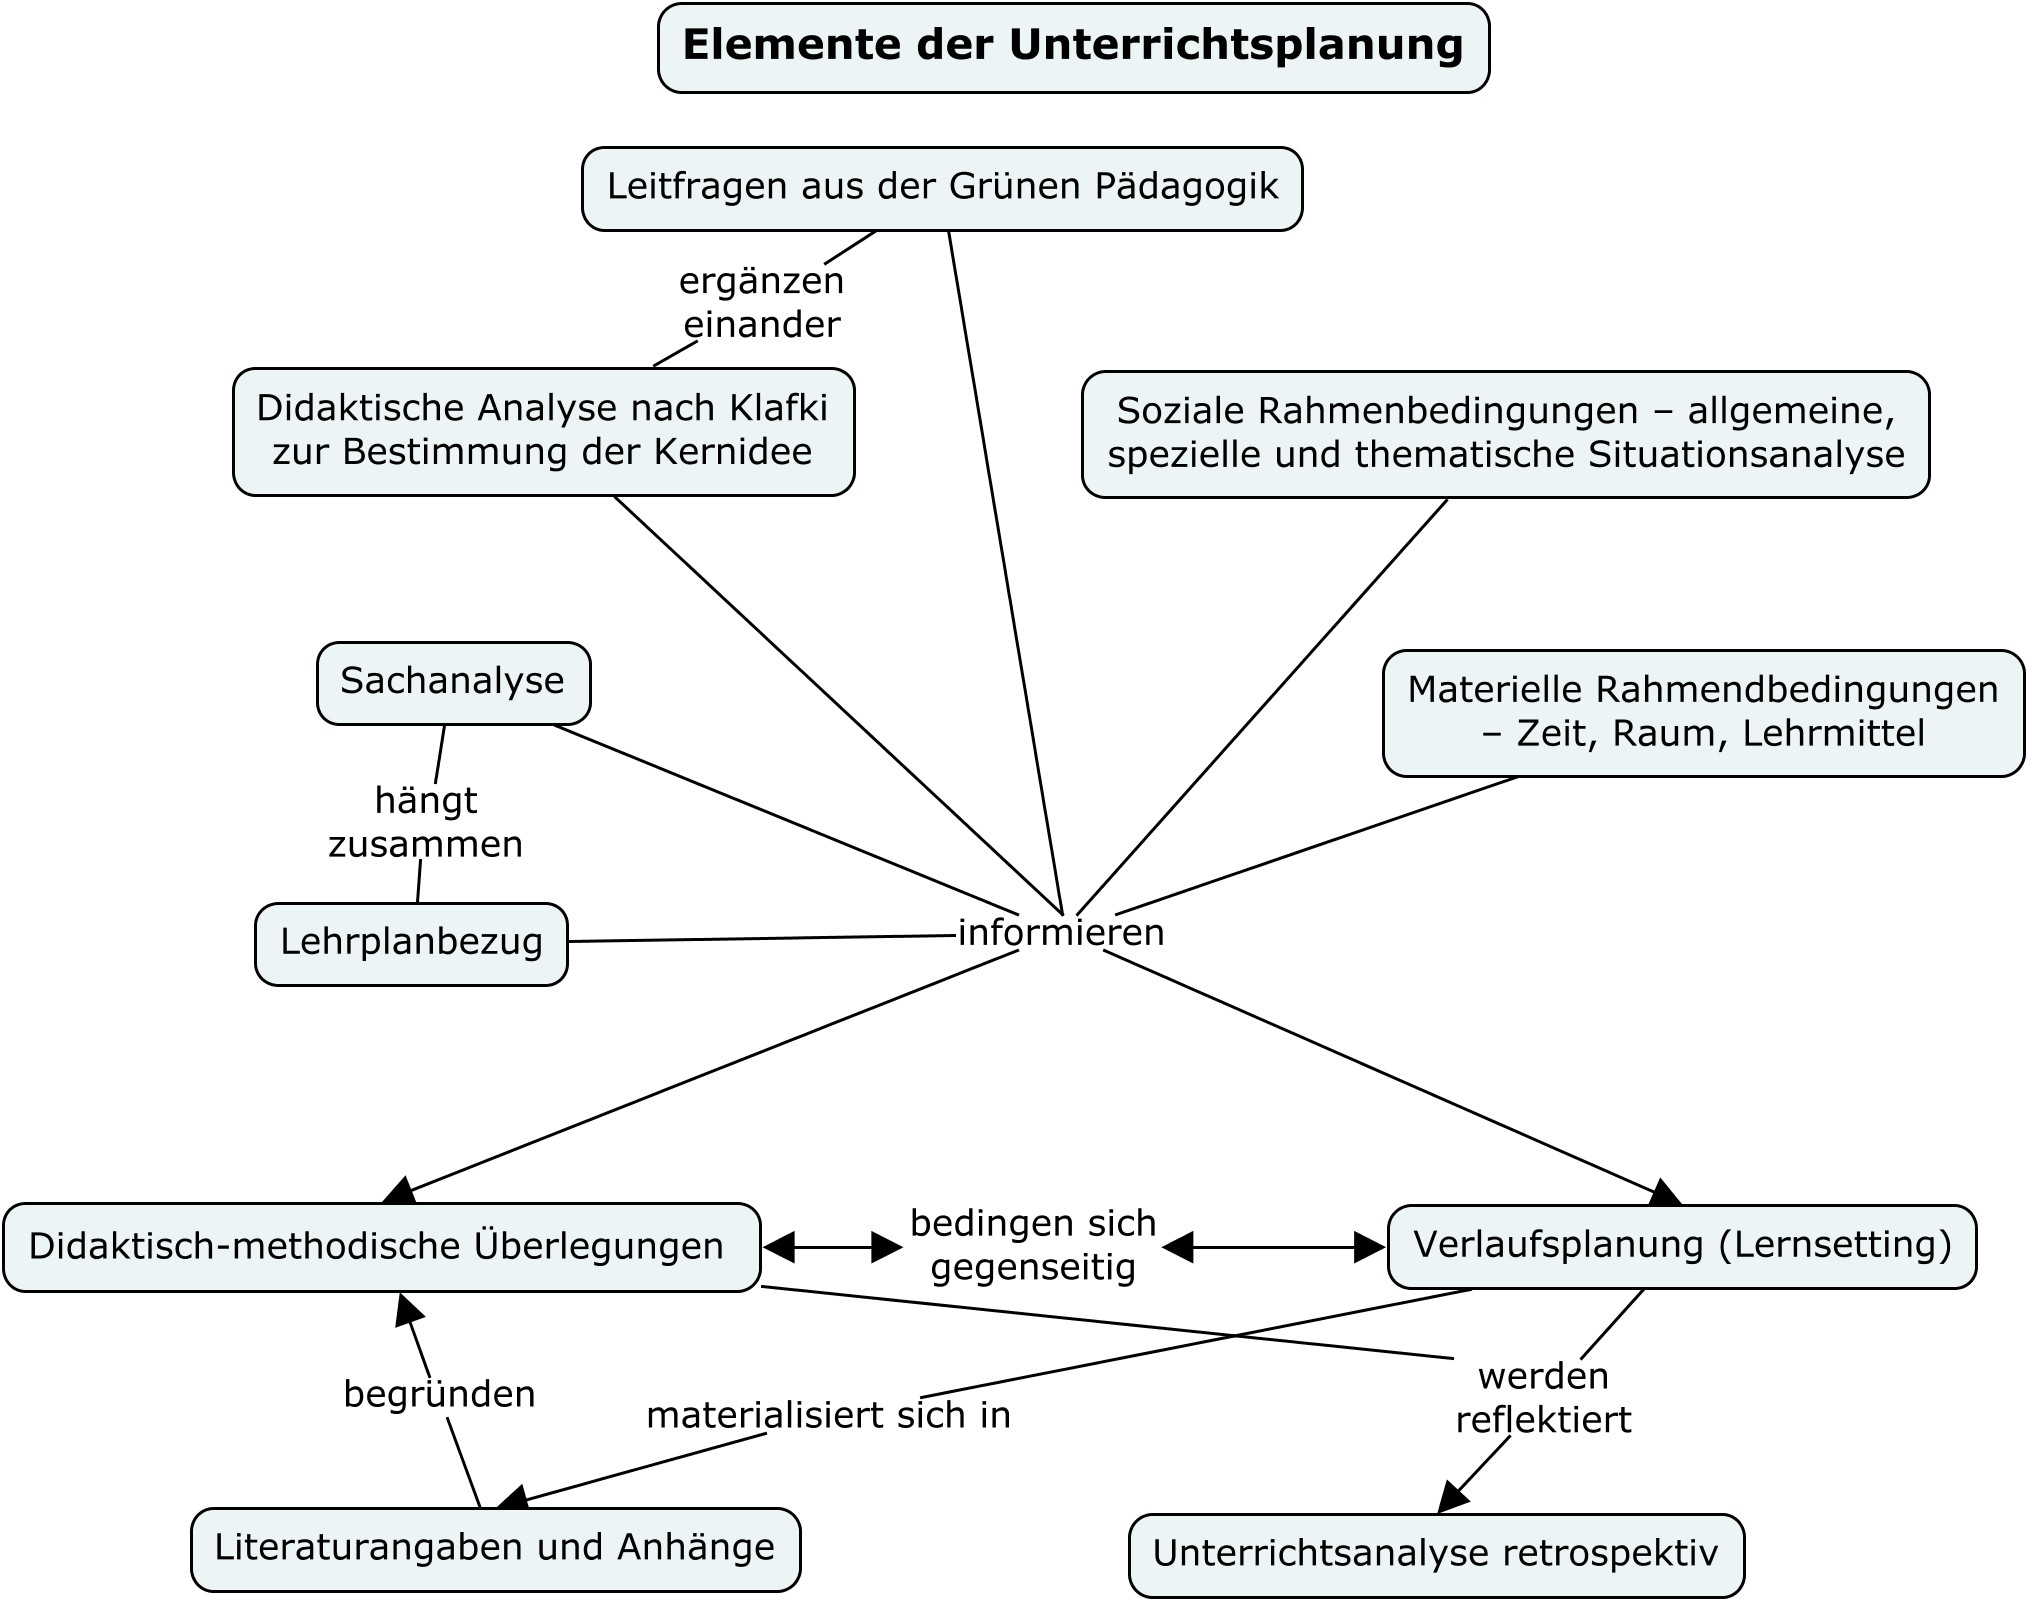 Elemente der Unterrichtsplanung
Leitfragen aus der Grünen Pädagogik
ergänzen
einander
Didaktische Analyse nach Klafki
zur Bestimmung der Kernidee
Soziale Rahmenbedingungen – allgemeine,
spezielle und thematische Situationsanalyse
Sachanalyse
Materielle Rahmendbedingungen
– Zeit, Raum, Lehrmittel
hängt
zusammen
Lehrplanbezug
informieren
Didaktisch-methodische Überlegungen
bedingen sich
gegenseitig
Verlaufsplanung (Lernsetting)
begründen
materialisiert sich in
werden
reflektiert
Literaturangaben und Anhänge
Unterrichtsanalyse retrospektiv